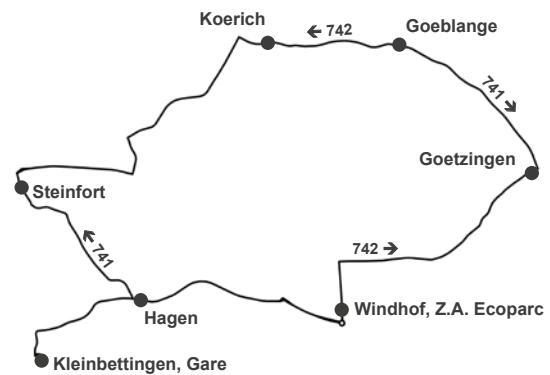 Koerich
Goeblange
← 742
741 →
Goetzingen
Steinfort
← 741
742 →
Hagen
Windhof, Z.A. Ecoparc
Kleinbettingen, Gare